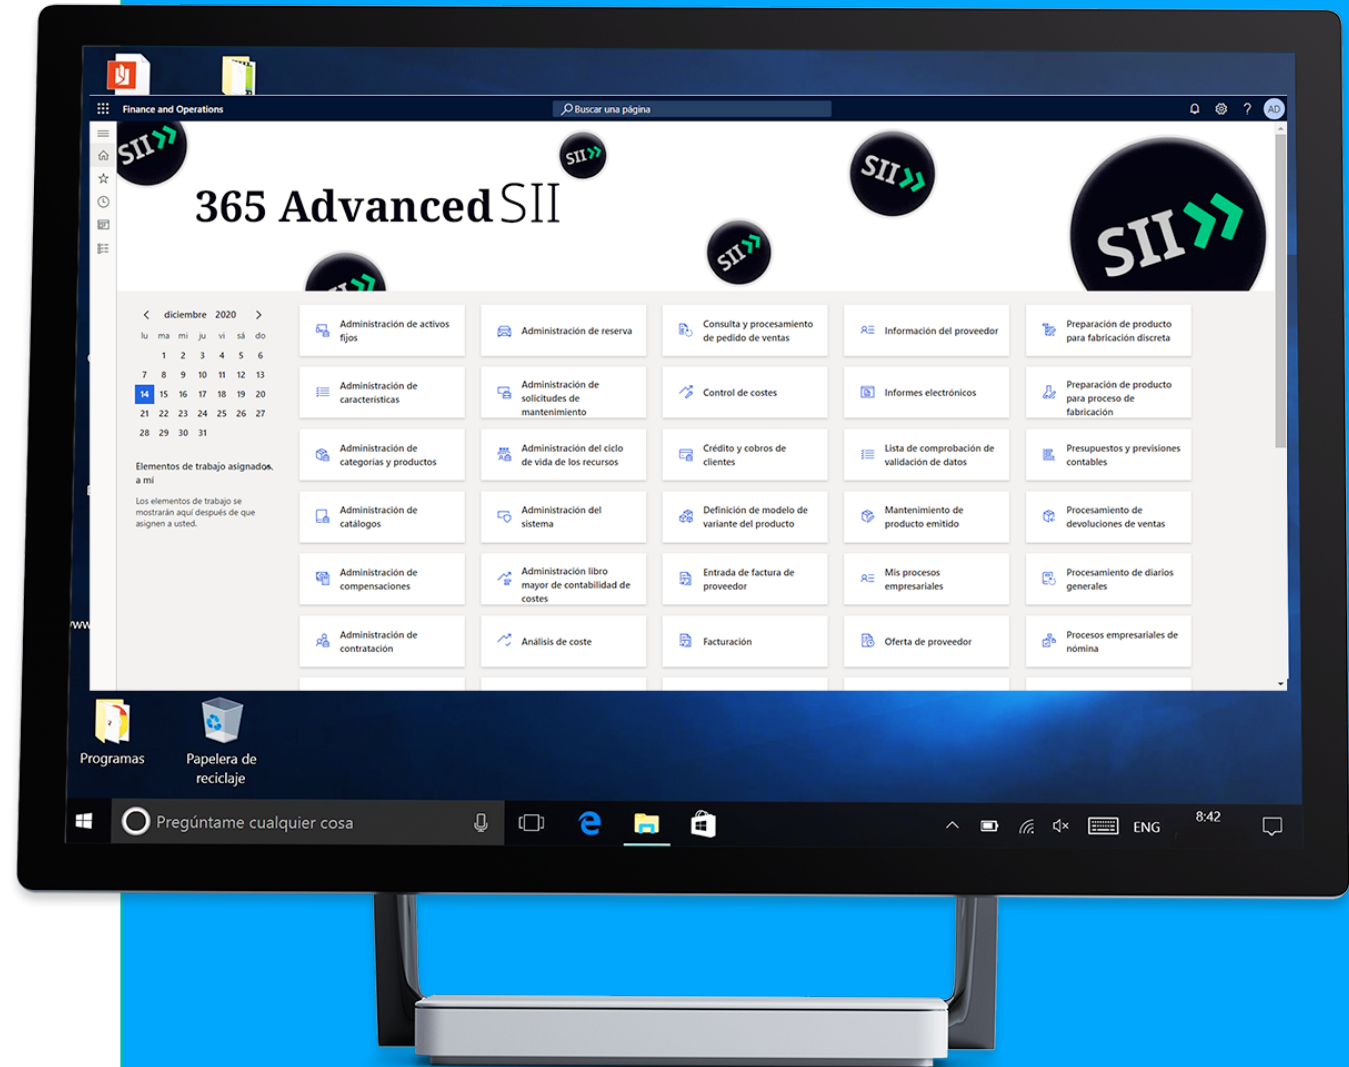 Finance and Operations
Buscar una página
? AD
SII
SII
SII
SII
SII
365 Advanced SII
diciembre 2020
lu ma mi ju vi sá do
1 2 3 4 5 6
7 8 9 10 11 12 13
14 15 16 17 18 19 20
21 22 23 24 25 26 27
28 29 30 31
Elementos de trabajo asignados
a mí
Los elementos de trabajo se
mostrarán aquí después de que
asignen a usted.
Administración de activos
fijos
Administración de reserva
Consulta y procesamiento
de pedido de ventas
Información del proveedor
Preparación de producto
para fabricación discreta
Administración de
características
Administración de
solicitudes de
mantenimiento
Control de costes
Informes electrónicos
Preparación de producto
para proceso de
fabricación
Administración de
categorías y productos
Administración del ciclo
de vida de los recursos
Crédito y cobros de
clientes
Lista de comprobación de
validación de datos
Presupuestos y previsiones
contables
Administración de
catálogos
Administración del
sistema
Definición de modelo de
variante del producto
Mantenimiento de
producto emitido
Procesamiento de
devoluciones de ventas
Administración de
compensaciones
Administración libro
mayor de contabilidad de
costes
Entrada de factura de
proveedor
Mis procesos
empresariales
Procesamiento de diarios
generales
Administración de
contratación
Análisis de coste
Facturación
Oferta de proveedor
Procesos empresariales de
nómina
Programas
Papelera de
reciclaje
Pregúntame cualquier cosa
ENG
8:42